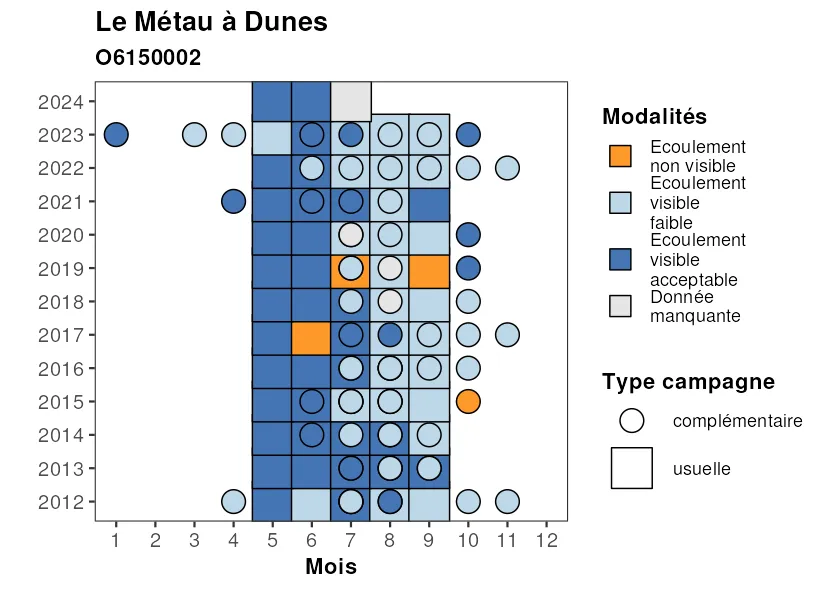 Le Métau à Dunes
O6150002
2024
2023
2022
2021
2020
2019
2018
2017
2016
2015
2014
2013
2012
1 2 3 4 5 6 7 8 9 10 11 12
Mois
Modalités
Ecoulement
non visible
Ecoulement
visible
faible
Ecoulement
visible
acceptable
Donnée
manquante
Type campagne
complémentaire
usuelle